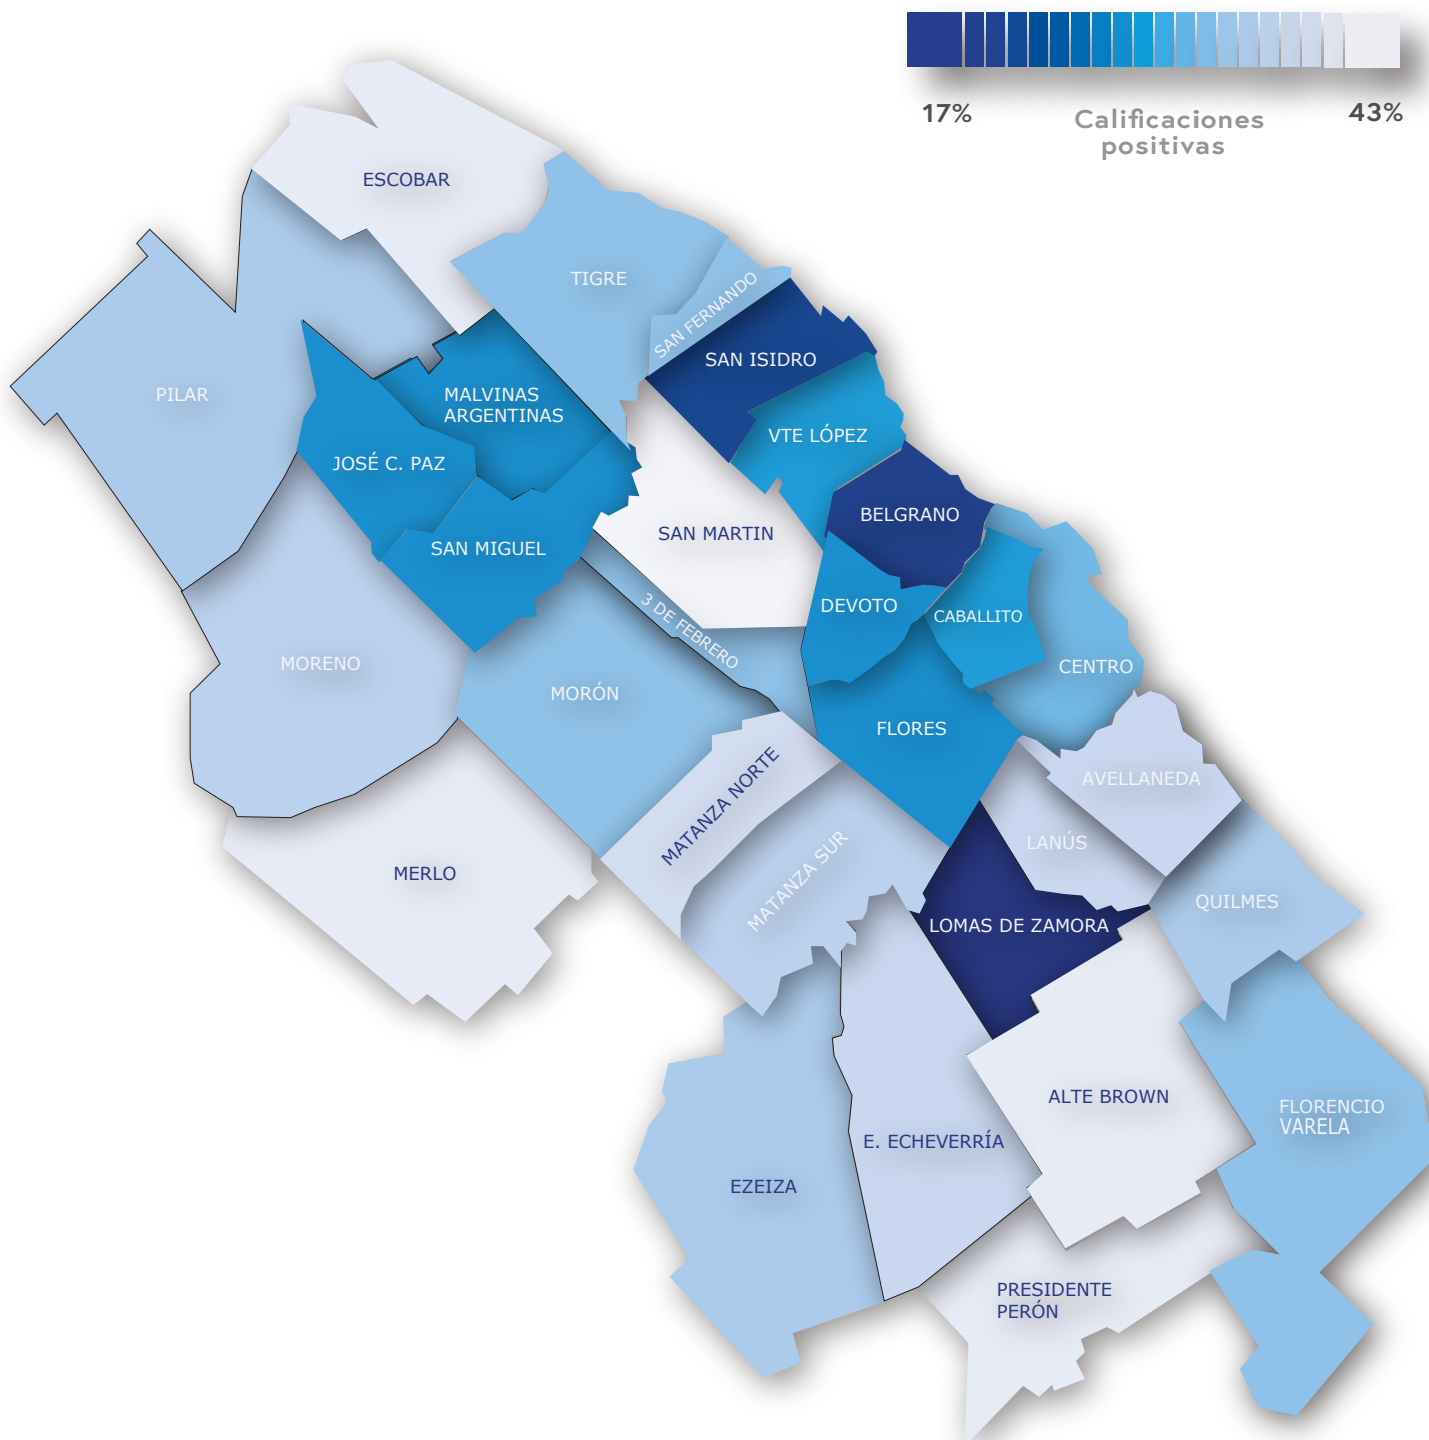 17%
43%
Calificaciones
positivas
ESCOBAR
TIGRE
SAN FERNANDO
SAN ISIDRO
PILAR
MALVINAS
ARGENTINAS
VTE LÓPEZ
JOSÉ C. PAZ
BELGRANO
SAN MARTIN
SAN MIGUEL
DEVOTO
CABALLITO
3 DE FEBRERO
MORENO
CENTRO
MORÓN
FLORES
AVELLANEDA
MATANZA NORTE
LANÚS
MERLO
MATANZA SUR
QUILMES
LOMAS DE ZAMORA
ALTE BROWN
FLORENCIO
VARELA
E. ECHEVERRÍA
EZEIZA
PRESIDENTE
PERÓN